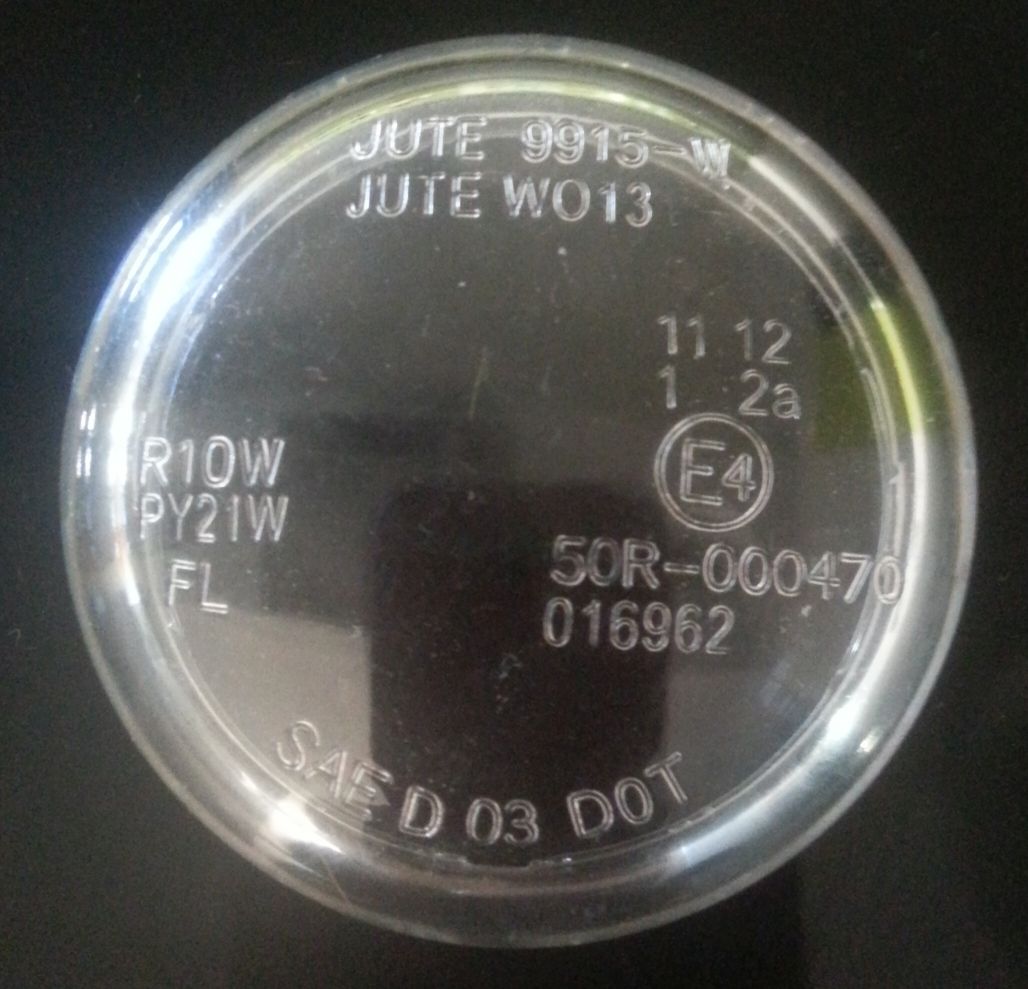 JUTE 9915-W
JUTE WO13
11 12
1 2a
E4
R10W
PY21W
FL
50R-000470
016962
SAE D 03 DOT